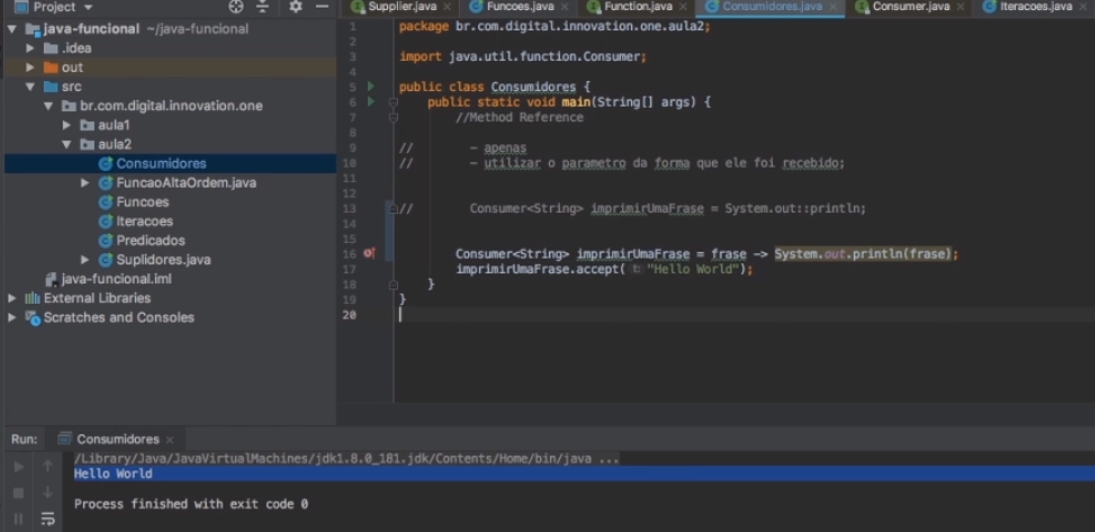 Project
Supplier.java
Funcoes.java
Function.java
Consumidores.java
Consumer.java
Iteracoes.java
java-funcional ~/java-funcional
.idea
out
src
br.com.digital.innovation.one
aula1
aula2
Consumidores
FuncaoAltaOrdem.java
Funcoes
Iteracoes
Predicados
Suplidores.java
java-funcional.iml
External Libraries
Scratches and Consoles
1 package br.com.digital.innovation.one.aula2;
2
3 import java.util.function.Consumer;
4
5 public class Consumidores {
6 public static void main(String[] args) {
7 //Method Reference
8
9 // - apenas
10 // - utilizar o parametro da forma que ele foi recebido;
11
12
13 // Consumer<String> imprimirUmaFrase = System.out::println;
14
15
16 Consumer<String> imprimirUmaFrase = frase -> System.out.println(frase);
17 imprimirUmaFrase.accept( t: "Hello World");
18 }
19 }
20
Run: Consumidores
/Library/Java/JavaVirtualMachines/jdk1.8.0_181.jdk/Contents/Home/bin/java ...
Hello World
Process finished with exit code 0